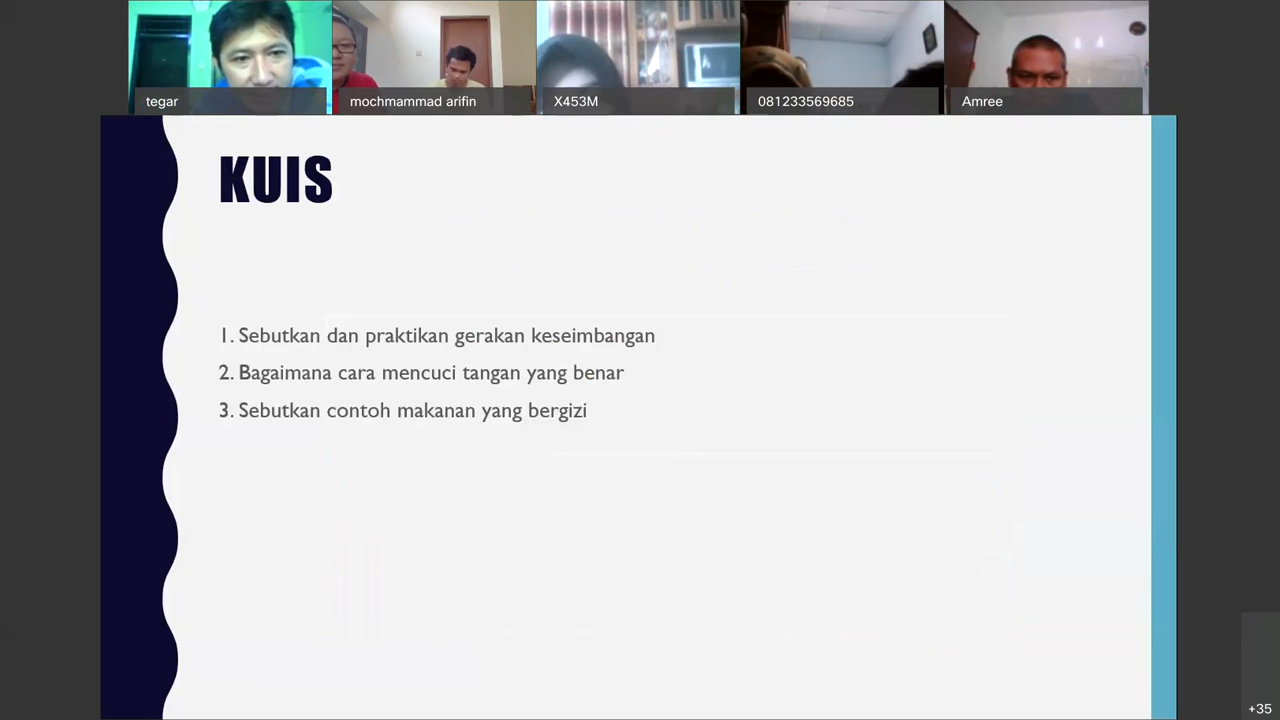 tegar
mochmammad arifin
X453M
081233569685
Amree
KUIS
1. Sebutkan dan praktikan gerakan keseimbangan
2. Bagaimana cara mencuci tangan yang benar
3. Sebutkan contoh makanan yang bergizi
+35